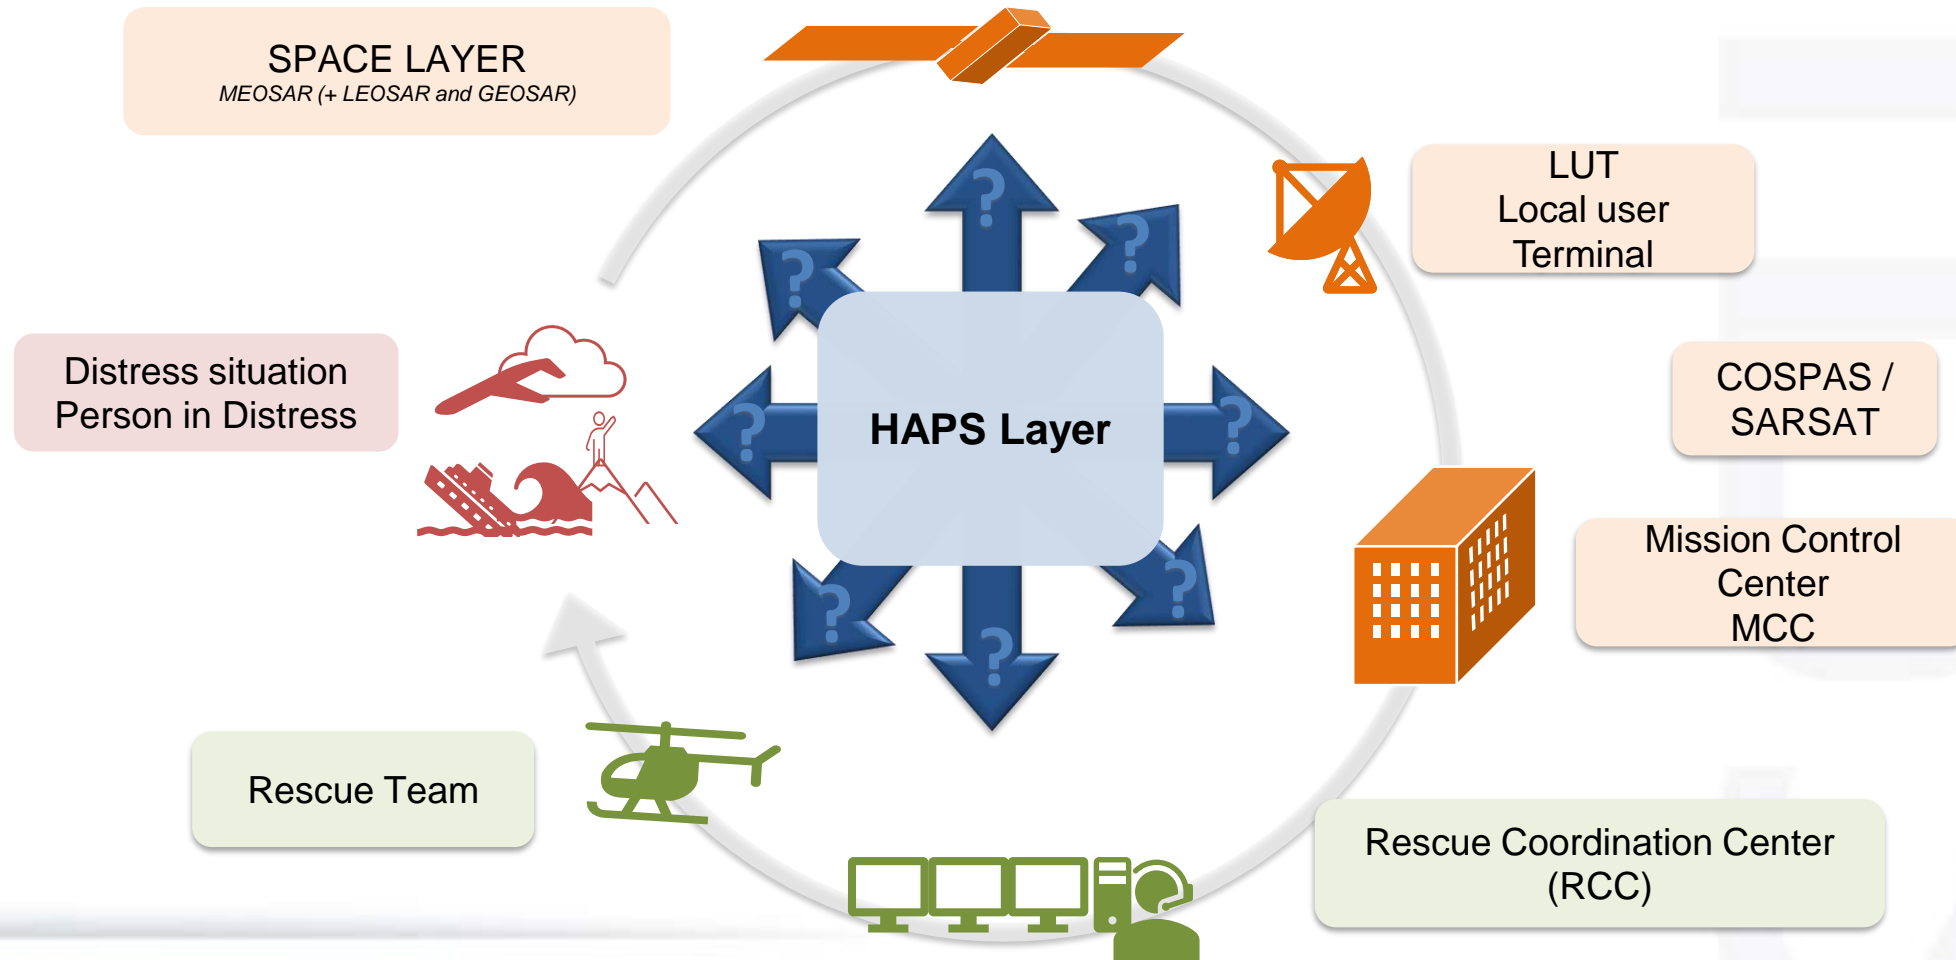 SPACE LAYER
MEOSAR (+ LEOSAR and GEOSAR)
LUT
Local user
Terminal
COSPAS /
SARSAT
Mission Control
Center
MCC
Rescue Coordination Center
(RCC)
Rescue Team
Distress situation
Person in Distress
HAPS Layer
?
?
?
?
?
?
?
?